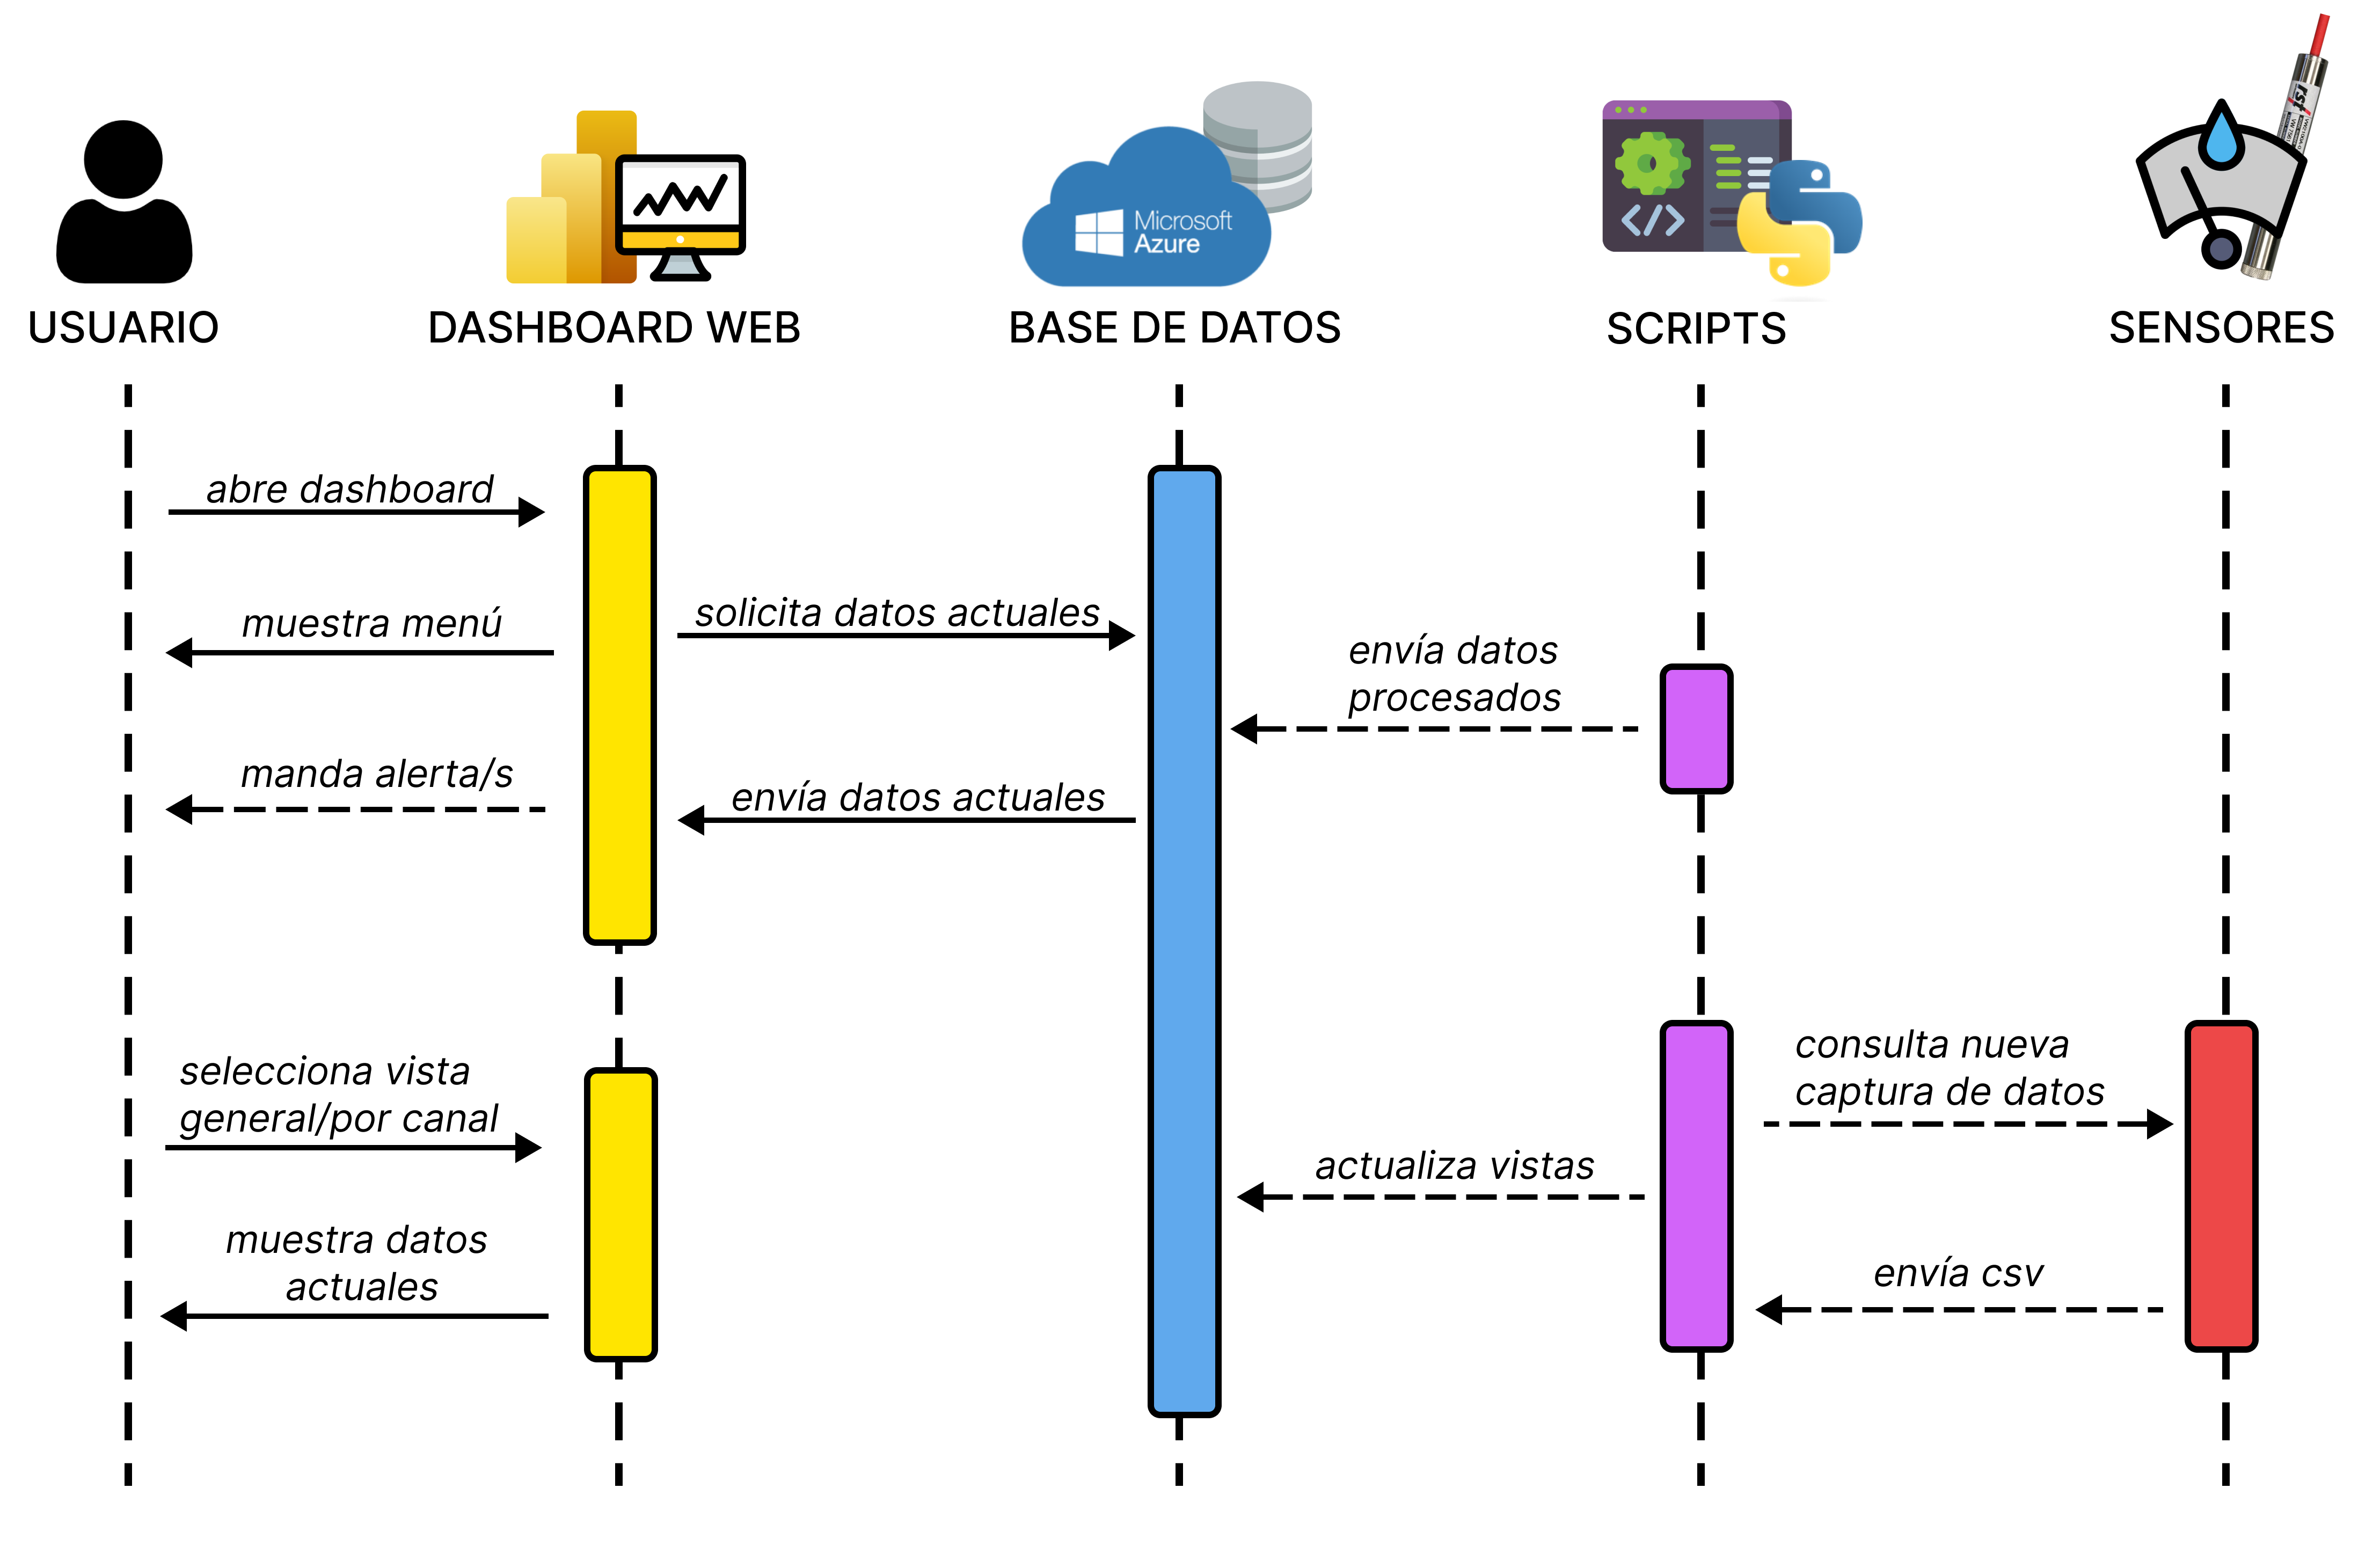 Microsoft
Azure
rst
USUARIO
DASHBOARD WEB
BASE DE DATOS
SCRIPTS
SENSORES
abre dashboard
muestra menú
solicita datos actuales
envía datos
procesados
manda alerta/s
envía datos actuales
selecciona vista
general/por canal
consulta nueva
captura de datos
actualiza vistas
muestra datos
actuales
envía csv